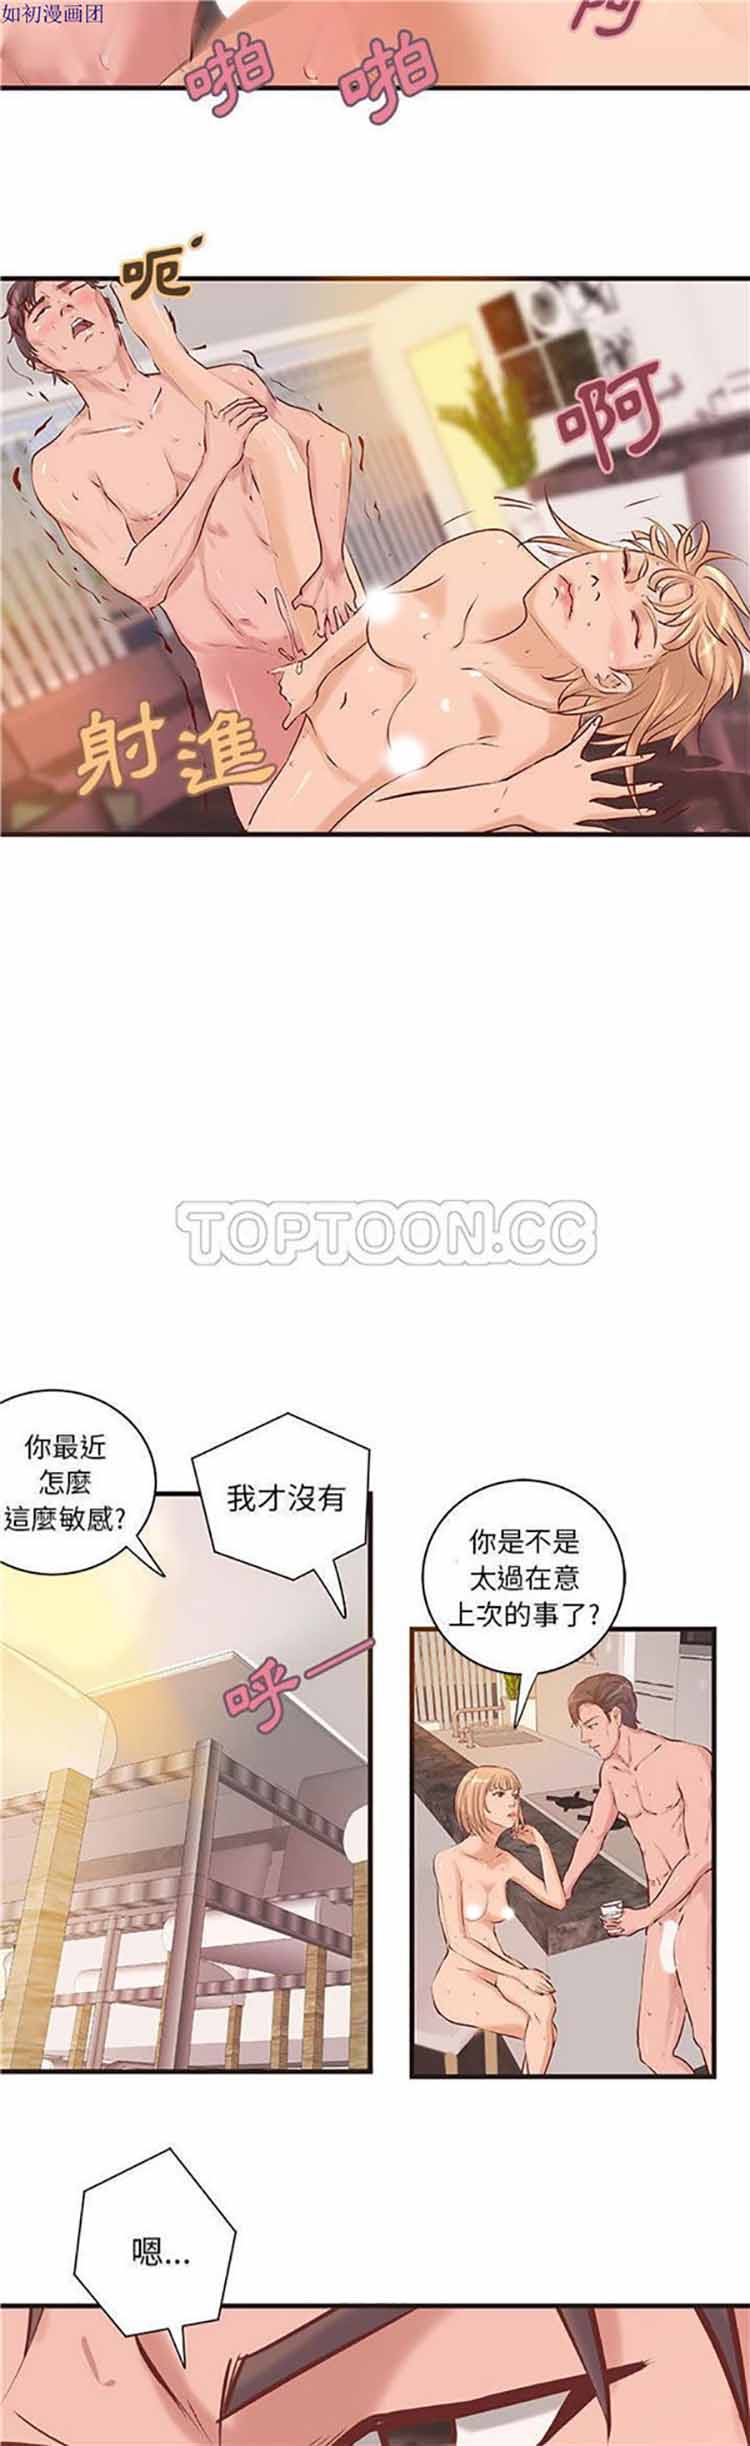 如初漫画团
啊
啪
啪
呃
啊
射進
TOPTOON.CC
你最近
怎麼
這麼敏感?
我才沒有
呼一
你是不是
太過在意
上次的事了?
嗯...